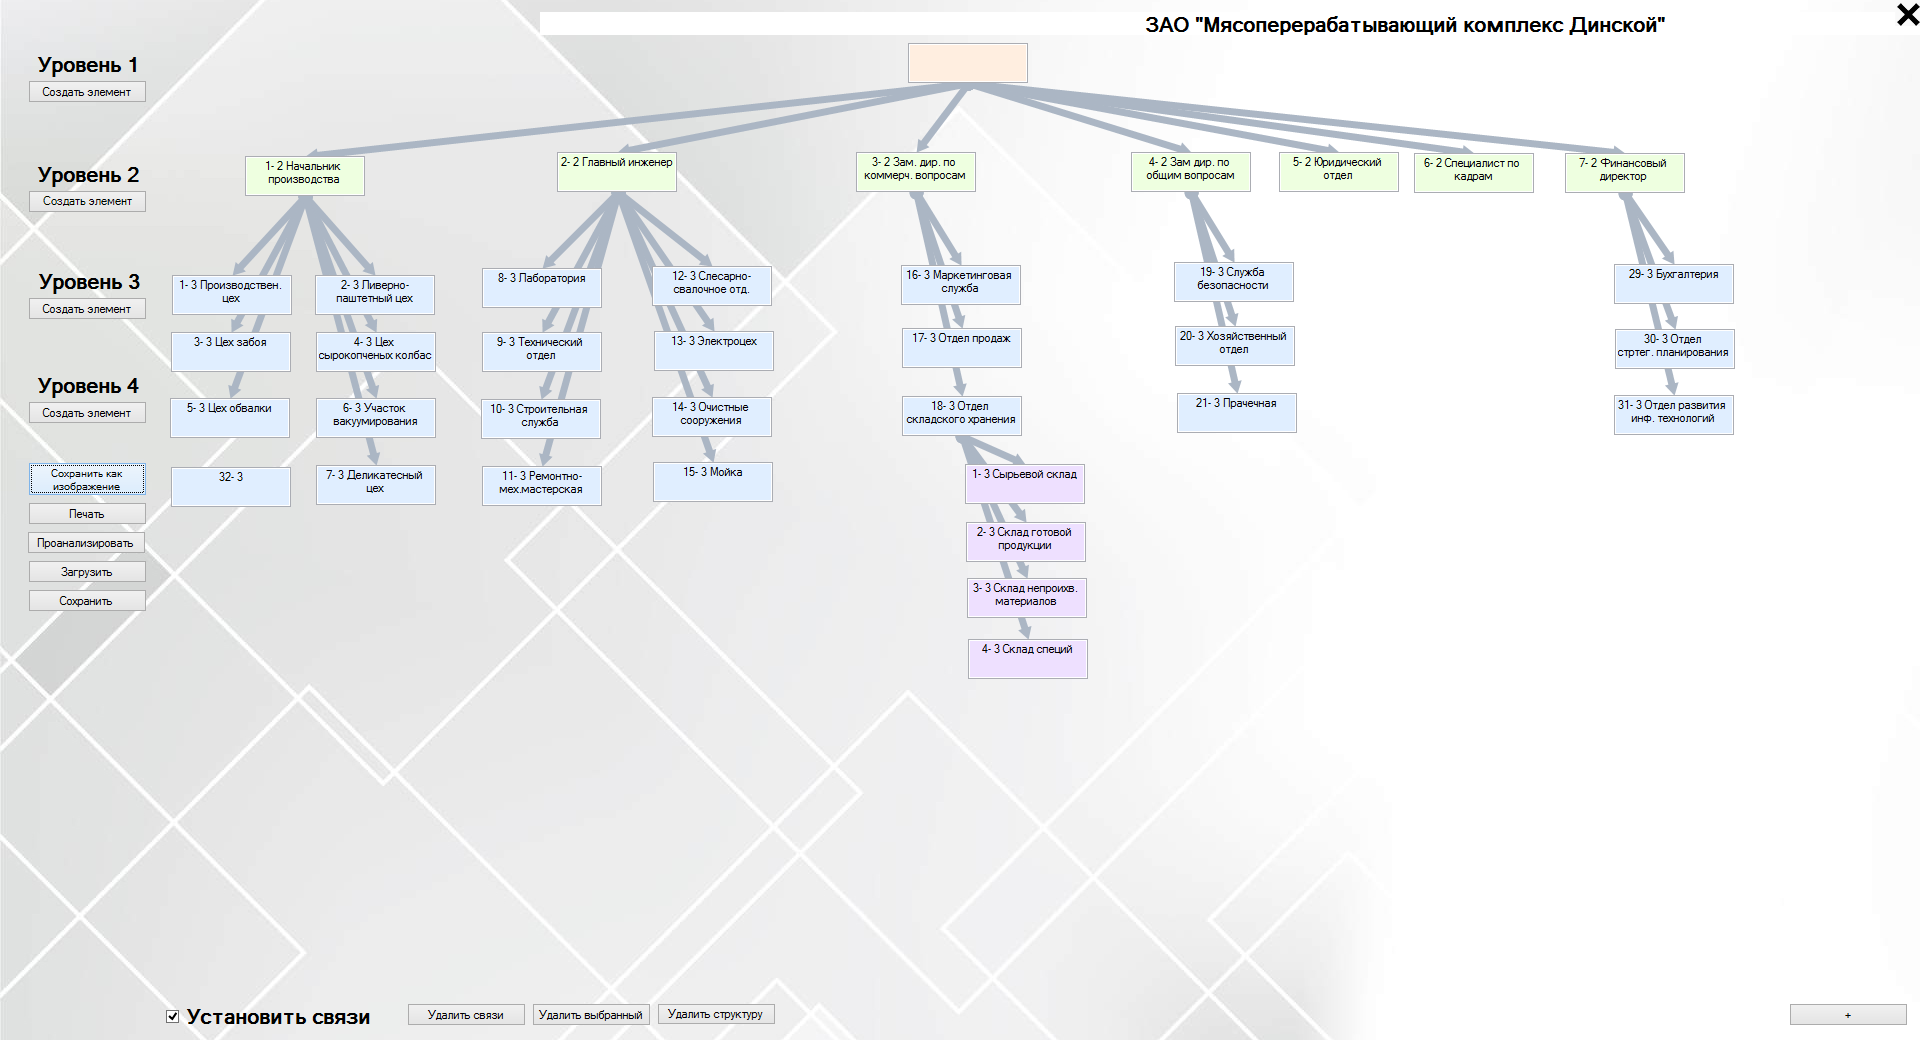 ЗАО "Мясоперерабатывающий комплекс Динской"
Уровень 1
Создать элемент
1- 2 Начальник
производства
2- 2 Главный инженер
3- 2 Зам. дир. по
коммерч. вопросам
4- 2 Зам дир. по
общим вопросам
5- 2 Юридический
отдел
6- 2 Специалист по
кадрам
7- 2 Финансовый
директор
Уровень 2
Создать элемент
Уровень 3
Создать элемент
1- 3 Производствен.
цех
2- 3 Ливерно-
паштетный цех
8- 3 Лаборатория
12- 3 Слесарно-
свалочное отд.
16- 3 Маркетинговая
служба
19- 3 Служба
безопасности
29- 3 Бухгалтерия
3- 3 Цех забоя
4- 3 Цех
сырокопченых колбас
9- 3 Технический
отдел
13- 3 Электроцех
17- 3 Отдел продаж
20- 3 Хозяйственный
отдел
30- 3 Отдел
стртег. планирования
Уровень 4
Создать элемент
5- 3 Цех обвалки
6- 3 Участок
вакуумирования
10- 3 Строительная
служба
14- 3 Очистные
сооружения
18- 3 Отдел
складского хранения
21- 3 Прачечная
31- 3 Отдел развития
инф. технологий
32- 3
7- 3 Деликатесный
цех
11- 3 Ремонтно-
мех.мастерская
15- 3 Мойка
1- 3 Сырьевой склад
2- 3 Склад готовой
продукции
3- 3 Склад непроихв.
материалов
4- 3 Склад специй
Сохранить как
изображение
Печать
Проанализировать
Загрузить
Сохранить
Установить связи
Удалить связи
Удалить выбранный
Удалить структуру
+